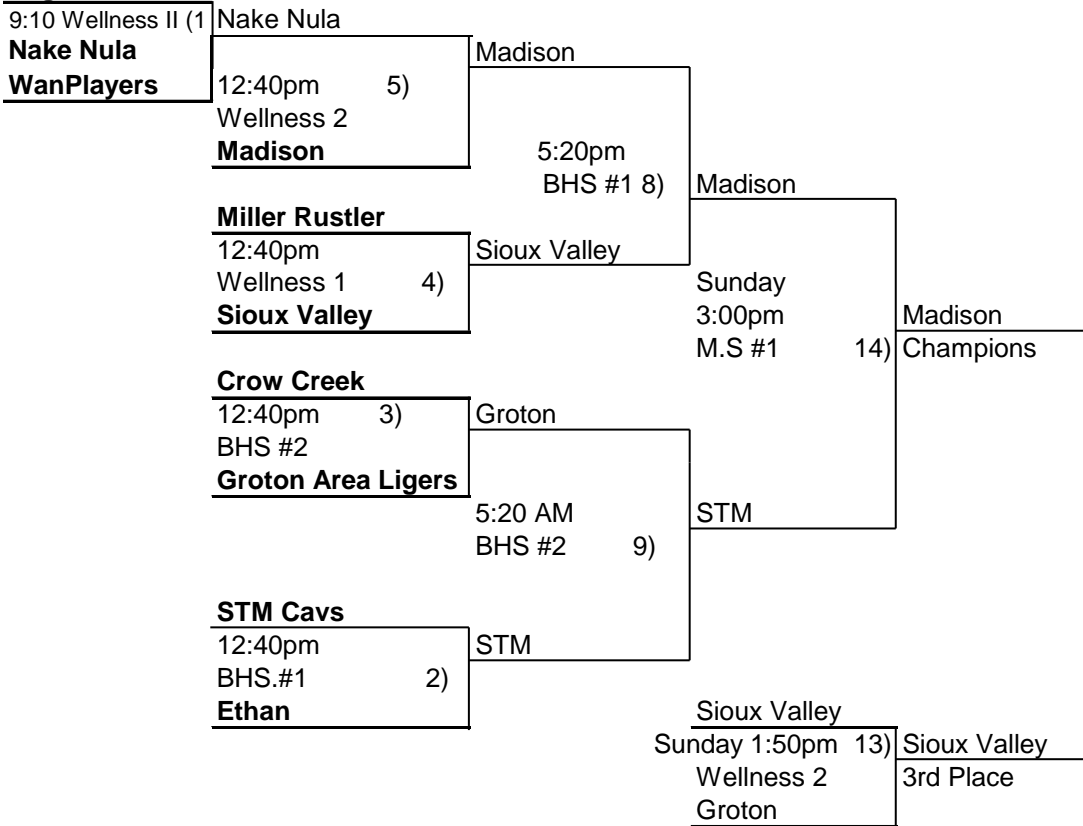 9:10 Wellness II (1
Nake Nula
Nake Nula
WanPlayers
Madison
12:40pm 5)
Wellness 2
Madison
5:20pm
BHS #1 8)
Madison
Miller Rustler
12:40pm
Sioux Valley
Wellness 1 4)
Sioux Valley
Sunday
3:00pm
M.S #1 14)
Madison
Champions
Crow Creek
12:40pm 3)
Groton
BHS #2
Groton Area Ligers
5:20 AM
BHS #2 9)
STM
STM Cavs
12:40pm
STM
BHS.#1 2)
Ethan
Sioux Valley
Sunday 1:50pm 13)
Sioux Valley
Wellness 2
3rd Place
Groton